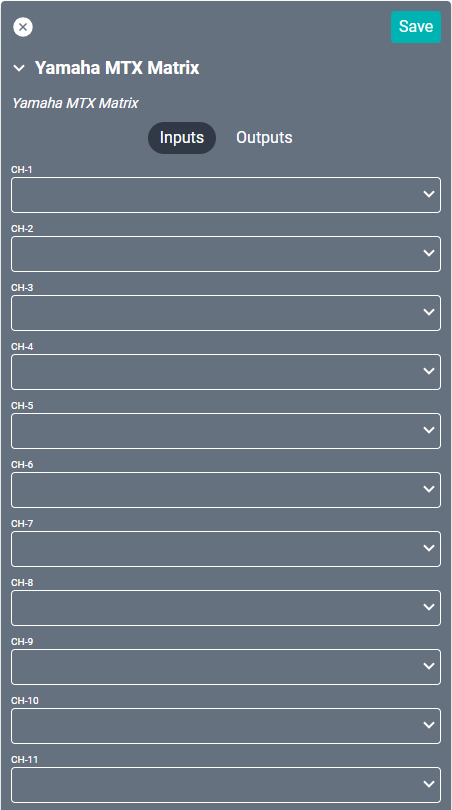 Save
Yamaha MTX Matrix
Yamaha MTX Matrix
Inputs Outputs
CH-1
CH-2
CH-3
CH-4
CH-5
CH-6
CH-7
CH-8
CH-9
CH-10
CH-11